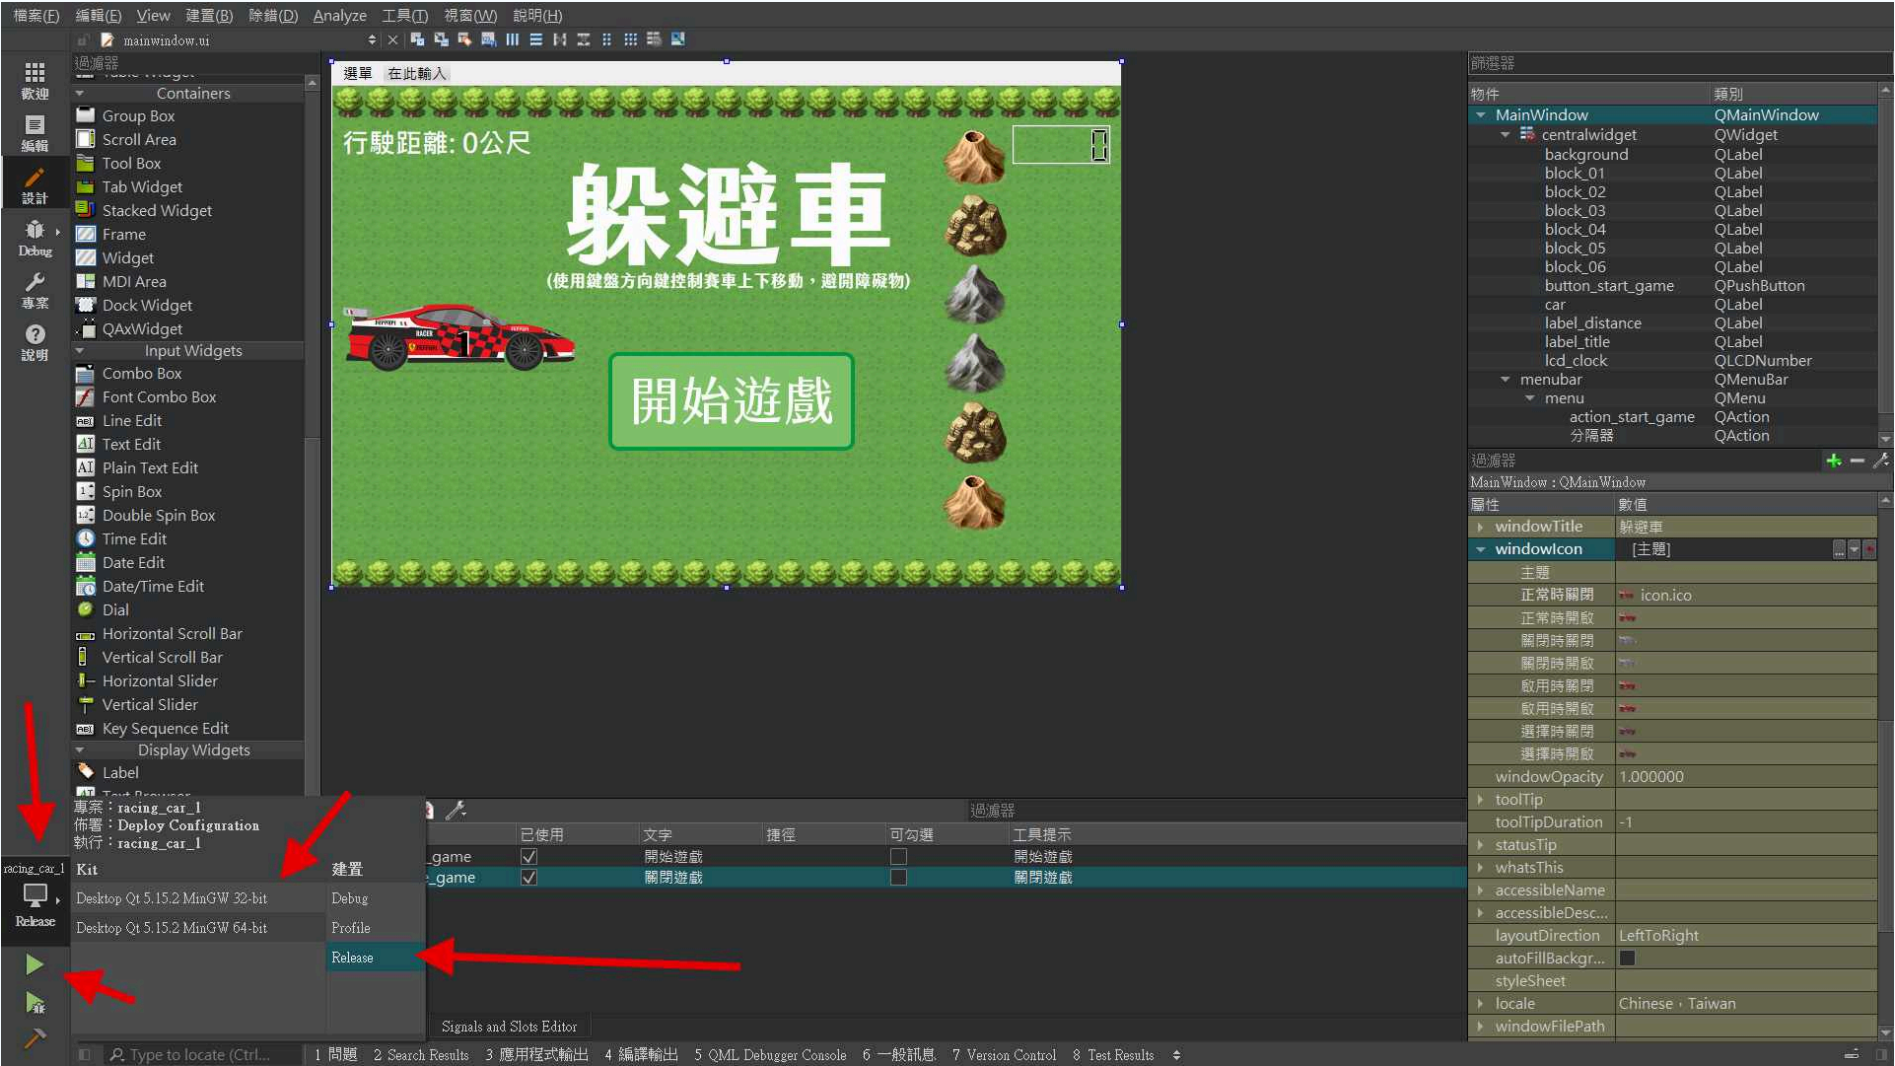 檔案(F) 編輯(E) View 建置(B) 除錯(D) Analyze 工具(T) 視窗(W) 說明(H)
mainwindow.ui
歡迎
編輯
設計
Debug
專案
說明
過濾器
Table Widget
Containers
Group Box
Scroll Area
Tool Box
Tab Widget
Stacked Widget
Frame
Widget
MDI Area
Dock Widget
QAxWidget
Input Widgets
Combo Box
Font Combo Box
Line Edit
Text Edit
Plain Text Edit
Spin Box
Double Spin Box
Time Edit
Date Edit
Date/Time Edit
Dial
Horizontal Scroll Bar
Vertical Scroll Bar
Horizontal Slider
Vertical Slider
Key Sequence Edit
Display Widgets
Label
Text Browser
選單 在此輸入
行駛距離: 0公尺
0
躲避車
(使用鍵盤方向鍵控制賽車上下移動，避開障礙物)
RACER 1
開始遊戲
篩選器
物件 類別
MainWindow QMainWindow
centralwidget QWidget
background QLabel
block_01 QLabel
block_02 QLabel
block_03 QLabel
block_04 QLabel
block_05 QLabel
block_06 QLabel
button_start_game QPushButton
car QLabel
label_distance QLabel
label_title QLabel
lcd_clock QLCDNumber
menubar QMenuBar
menu QMenu
action_start_game QAction
分隔器 QAction
過濾器
MainWindow : QMainWindow
屬性 數值
windowTitle 躲避車
windowIcon [主題]
主題
正常時關閉 icon.ico
正常時開啟
關閉時關閉
關閉時開啟
啟用時關閉
啟用時開啟
選擇時關閉
選擇時開啟
windowOpacity 1.000000
toolTip
toolTipDuration -1
statusTip
whatsThis
accessibleName
accessibleDesc...
layoutDirection LeftToRight
autoFillBackgr...
styleSheet
locale Chinese，Taiwan
windowFilePath
專案：racing_car_1
佈署：Deploy Configuration
執行：racing_car_1
Kit 建置
Desktop Qt 5.15.2 MinGW 32-bit Debug
Desktop Qt 5.15.2 MinGW 64-bit Profile
Release
racing_car_1
Release
過濾器
已使用 文字 捷徑 可勾選 工具提示
_game 開始遊戲 開始遊戲
_game 關閉遊戲 關閉遊戲
Signals and Slots Editor
Type to locate (Ctrl... 1 問題 2 Search Results 3 應用程式輸出 4 編譯輸出 5 QML Debugger Console 6 一般訊息 7 Version Control 8 Test Results